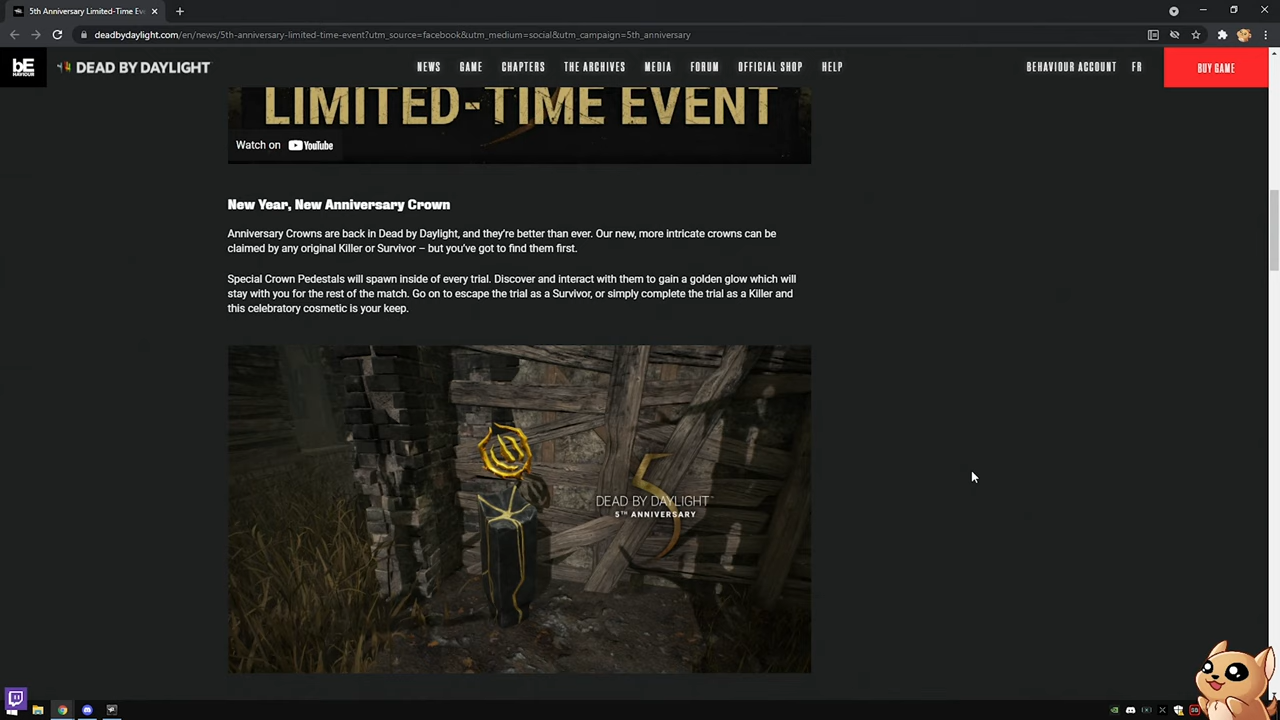 5th Anniversary Limited-Time Eve
deadbydaylight.com/en/news/5th-anniversary-limited-time-event?utm_source=facebook&utm_medium=social&utm_campaign=5th_anniversary
bE
BEHAVIOUR
DEAD BY DAYLIGHT
NEWS GAME CHAPTERS THE ARCHIVES MEDIA FORUM OFFICIAL SHOP HELP
BEHAVIOUR ACCOUNT FR BUY GAME
LIMITED-TIME EVENT
Watch on YouTube
New Year, New Anniversary Crown
Anniversary Crowns are back in Dead by Daylight, and they're better than ever. Our new, more intricate crowns can be
claimed by any original Killer or Survivor – but you've got to find them first.
Special Crown Pedestals will spawn inside of every trial. Discover and interact with them to gain a golden glow which will
stay with you for the rest of the match. Go on to escape the trial as a Survivor, or simply complete the trial as a Killer and
this celebratory cosmetic is your keep.
5
DEAD BY DAYLIGHT™
5TH ANNIVERSARY